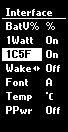 Interface
BatV% %
1Watt On
1C5F On
Wake◂▸ Off
Font A
Temp °C
PPwr Off